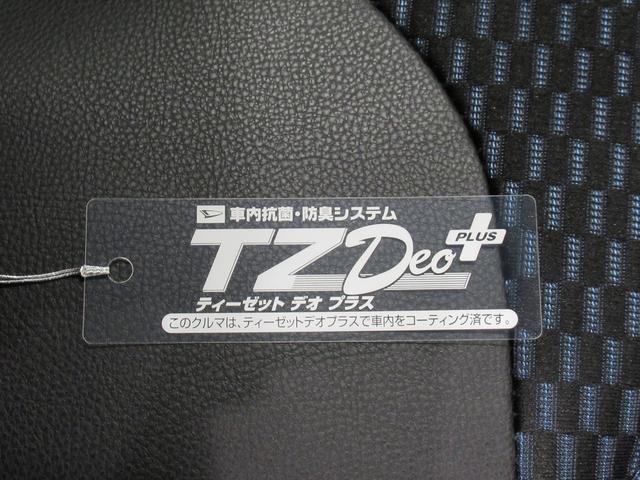 車内抗菌・防臭システム
TZDeo PLUS
ティーゼット デオ プラス
このクルマは、ティーゼットデオプラスで車内をコーティング済です。